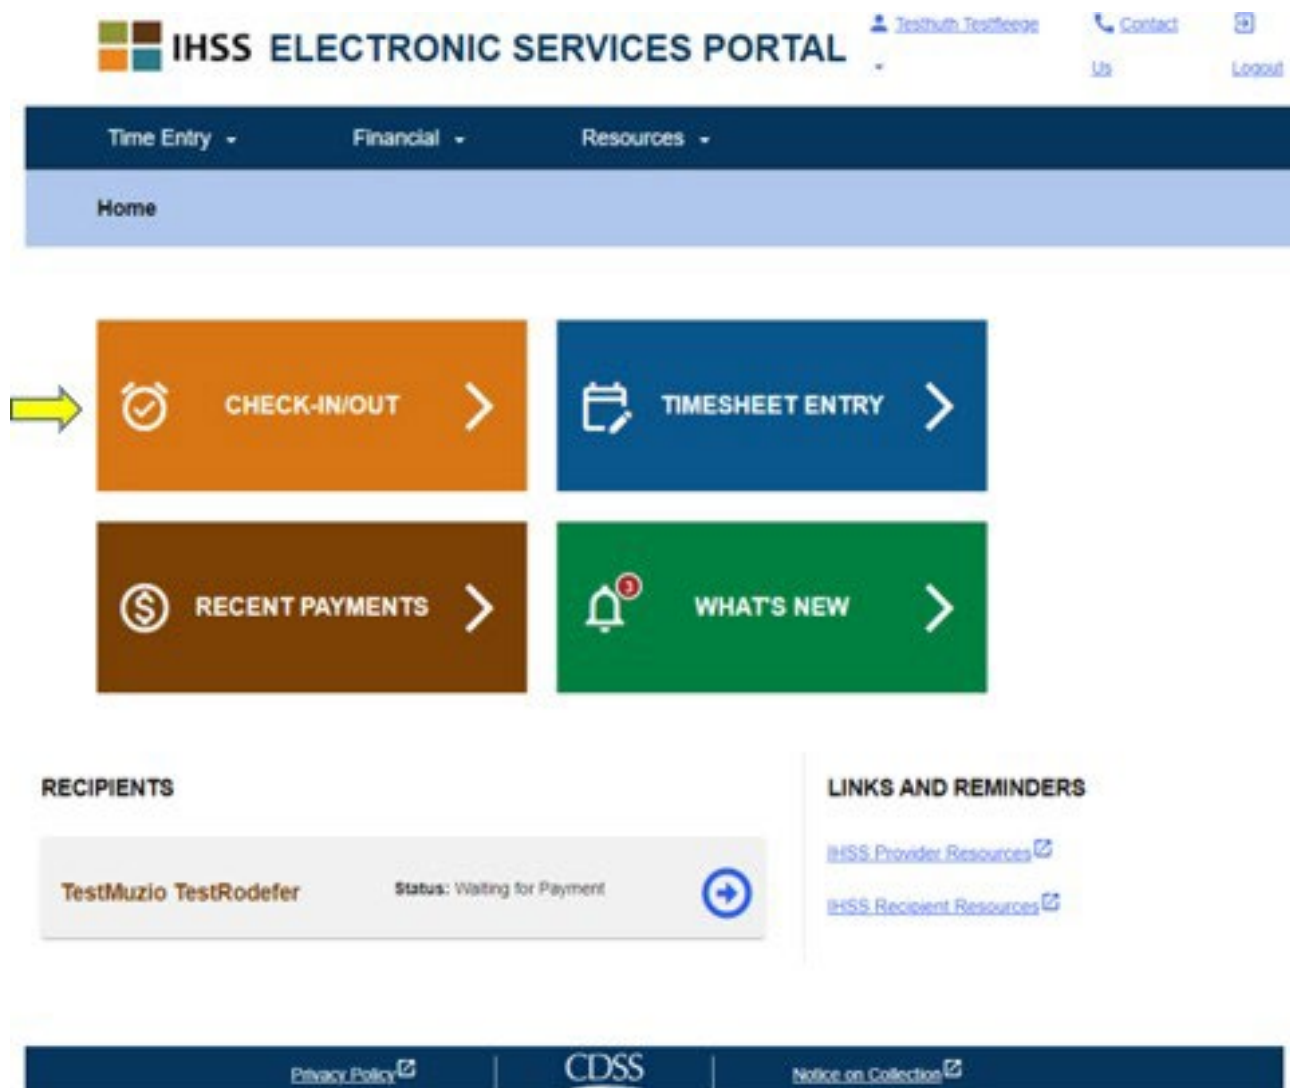 IHSS ELECTRONIC SERVICES PORTAL
Testhuth Testfleege
Contact Us
Logout
Time Entry
Financial
Resources
Home
CHECK-IN/OUT
TIMESHEET ENTRY
RECENT PAYMENTS
3
WHAT'S NEW
RECIPIENTS
TestMuzio TestRodefer
Status: Waiting for Payment
LINKS AND REMINDERS
IHSS Provider Resources
IHSS Recipient Resources
Privacy Policy
CDSS
Notice on Collection